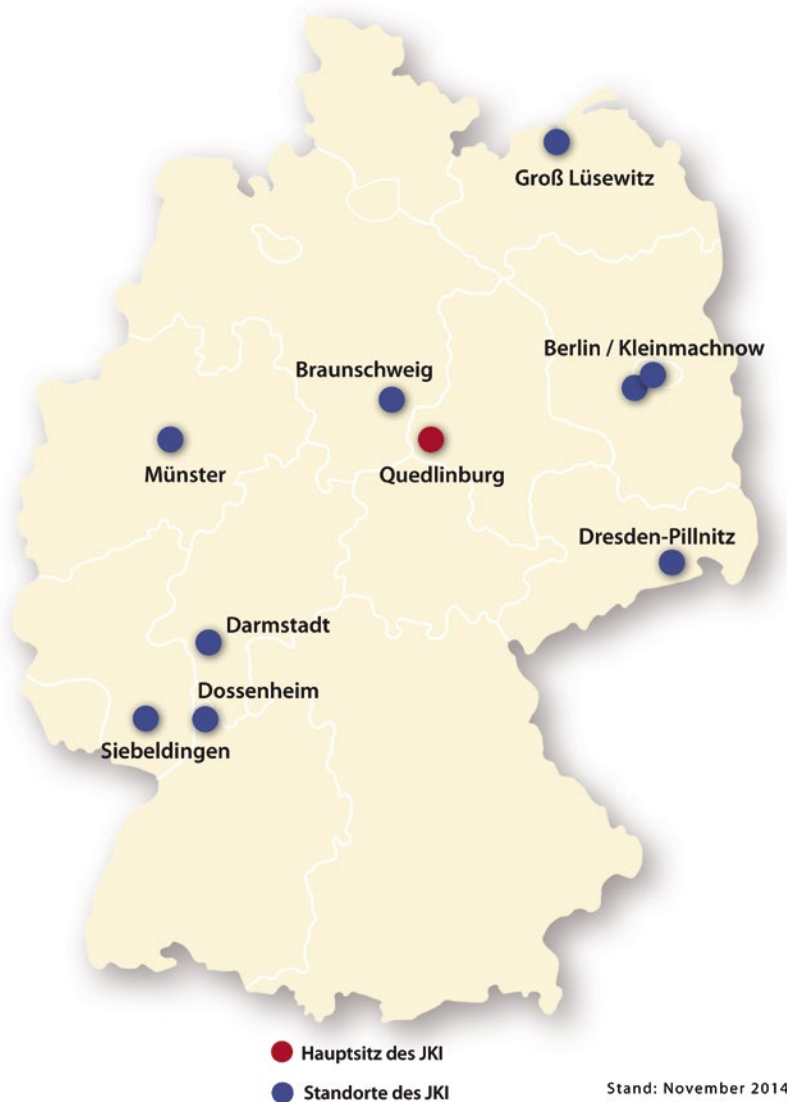 Groß Lüsewitz
Berlin / Kleinmachnow
Braunschweig
Münster
Quedlinburg
Dresden-Pillnitz
Darmstadt
Dossenheim
Siebeldingen
Hauptsitz des JKI
Standorte des JKI
Stand: November 2014